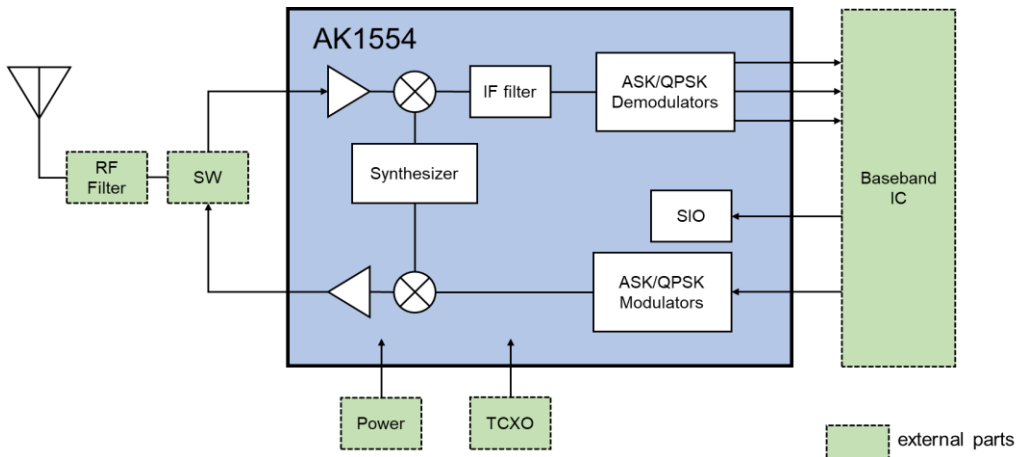 AK1554
IF filter
ASK/QPSK
Demodulators
RF
Filter
SW
Synthesizer
Baseband
IC
SIO
ASK/QPSK
Modulators
Power
TCXO
external parts